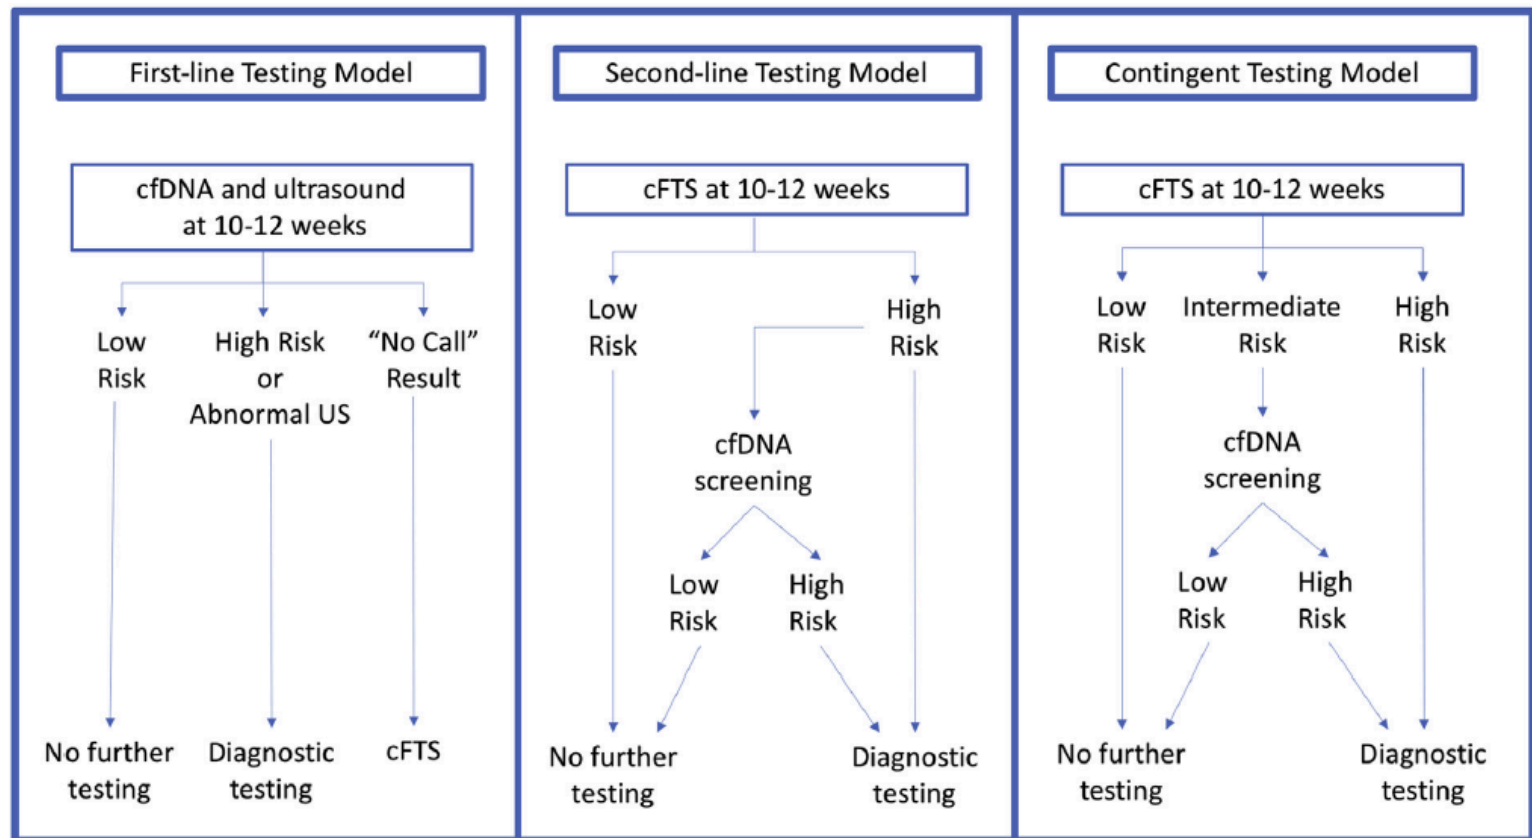 First-line Testing Model
cfDNA and ultrasound
at 10-12 weeks
Low
Risk
High Risk
or
Abnormal US
“No Call”
Result
No further
testing
Diagnostic
testing
cFTS
Second-line Testing Model
cFTS at 10-12 weeks
Low
Risk
High
Risk
cfDNA
screening
Low
Risk
High
Risk
No further
testing
Diagnostic
testing
Contingent Testing Model
cFTS at 10-12 weeks
Low
Risk
Intermediate
Risk
High
Risk
cfDNA
screening
Low
Risk
High
Risk
No further
testing
Diagnostic
testing